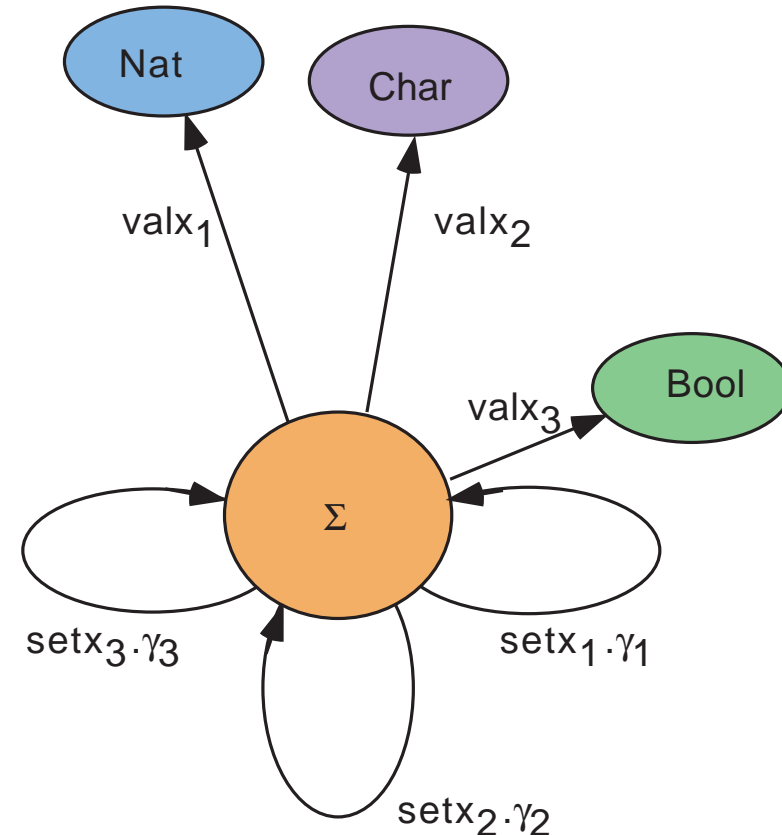 Nat
Char
valx₁
valx₂
Bool
valx₃
Σ
setx₃.γ₃
setx₁.γ₁
setx₂.γ₂